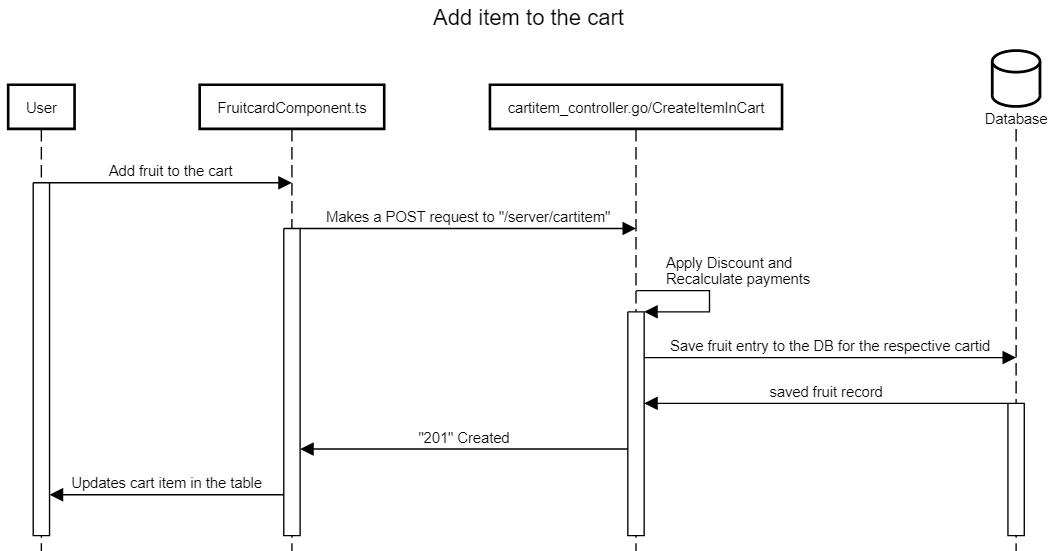 Add item to the cart
User
FruitcardComponent.ts
cartitem_controller.go/CreateItemInCart
Database
Add fruit to the cart
Makes a POST request to "/server/cartitem"
Apply Discount and
Recalculate payments
Save fruit entry to the DB for the respective cartid
saved fruit record
"201" Created
Updates cart item in the table